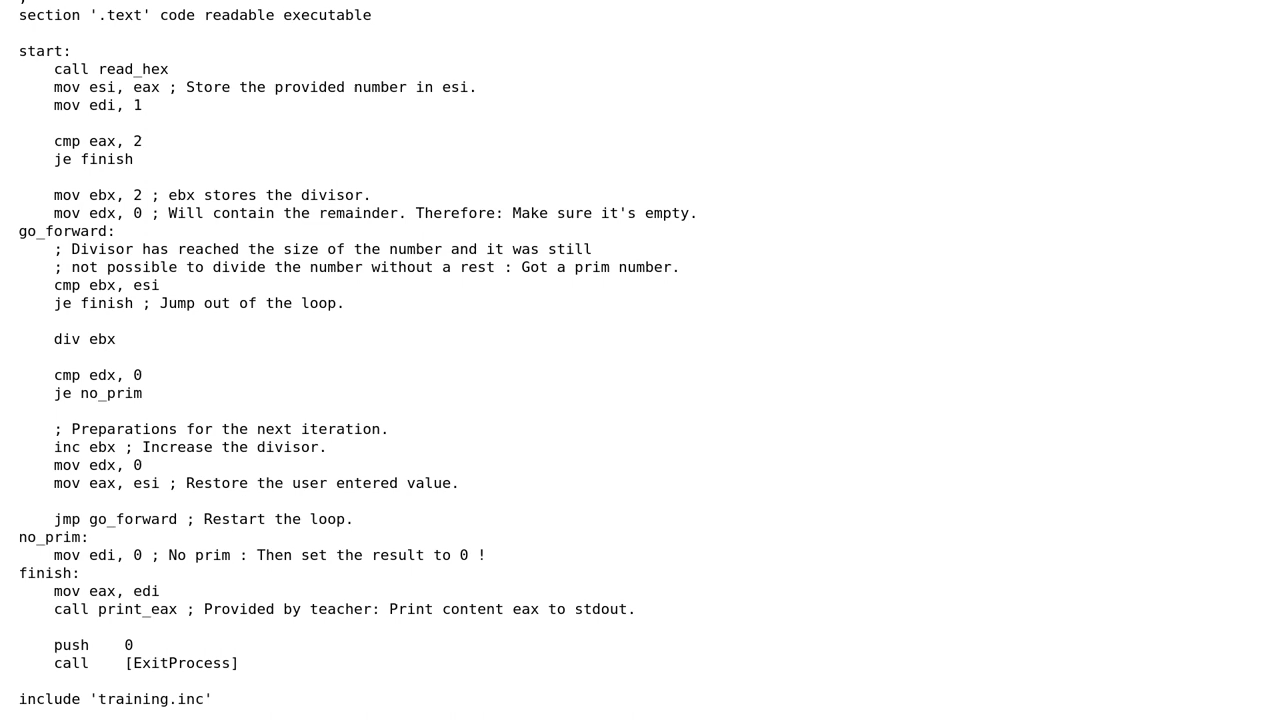 ;
section '.text' code readable executable

start:
    call read_hex
    mov esi, eax ; Store the provided number in esi.
    mov edi, 1

    cmp eax, 2
    je finish

    mov ebx, 2 ; ebx stores the divisor.
    mov edx, 0 ; Will contain the remainder. Therefore: Make sure it's empty.
go_forward:
    ; Divisor has reached the size of the number and it was still
    ; not possible to divide the number without a rest : Got a prim number.
    cmp ebx, esi
    je finish ; Jump out of the loop.

    div ebx

    cmp edx, 0
    je no_prim

    ; Preparations for the next iteration.
    inc ebx ; Increase the divisor.
    mov edx, 0
    mov eax, esi ; Restore the user entered value.

    jmp go_forward ; Restart the loop.
no_prim:
    mov edi, 0 ; No prim : Then set the result to 0 !
finish:
    mov eax, edi
    call print_eax ; Provided by teacher: Print content eax to stdout.

    push    0
    call    [ExitProcess]

include 'training.inc'